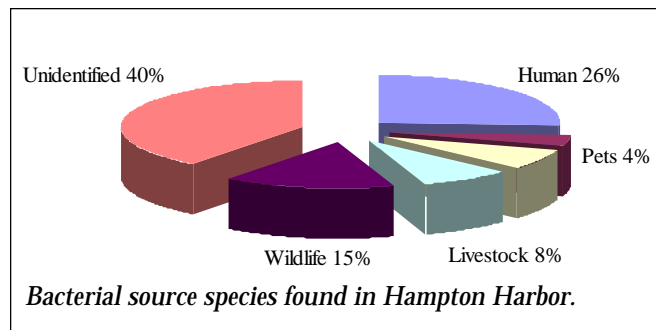 Unidentified 40%
Human 26%
Pets 4%
Livestock 8%
Wildlife 15%
Bacterial source species found in Hampton Harbor.